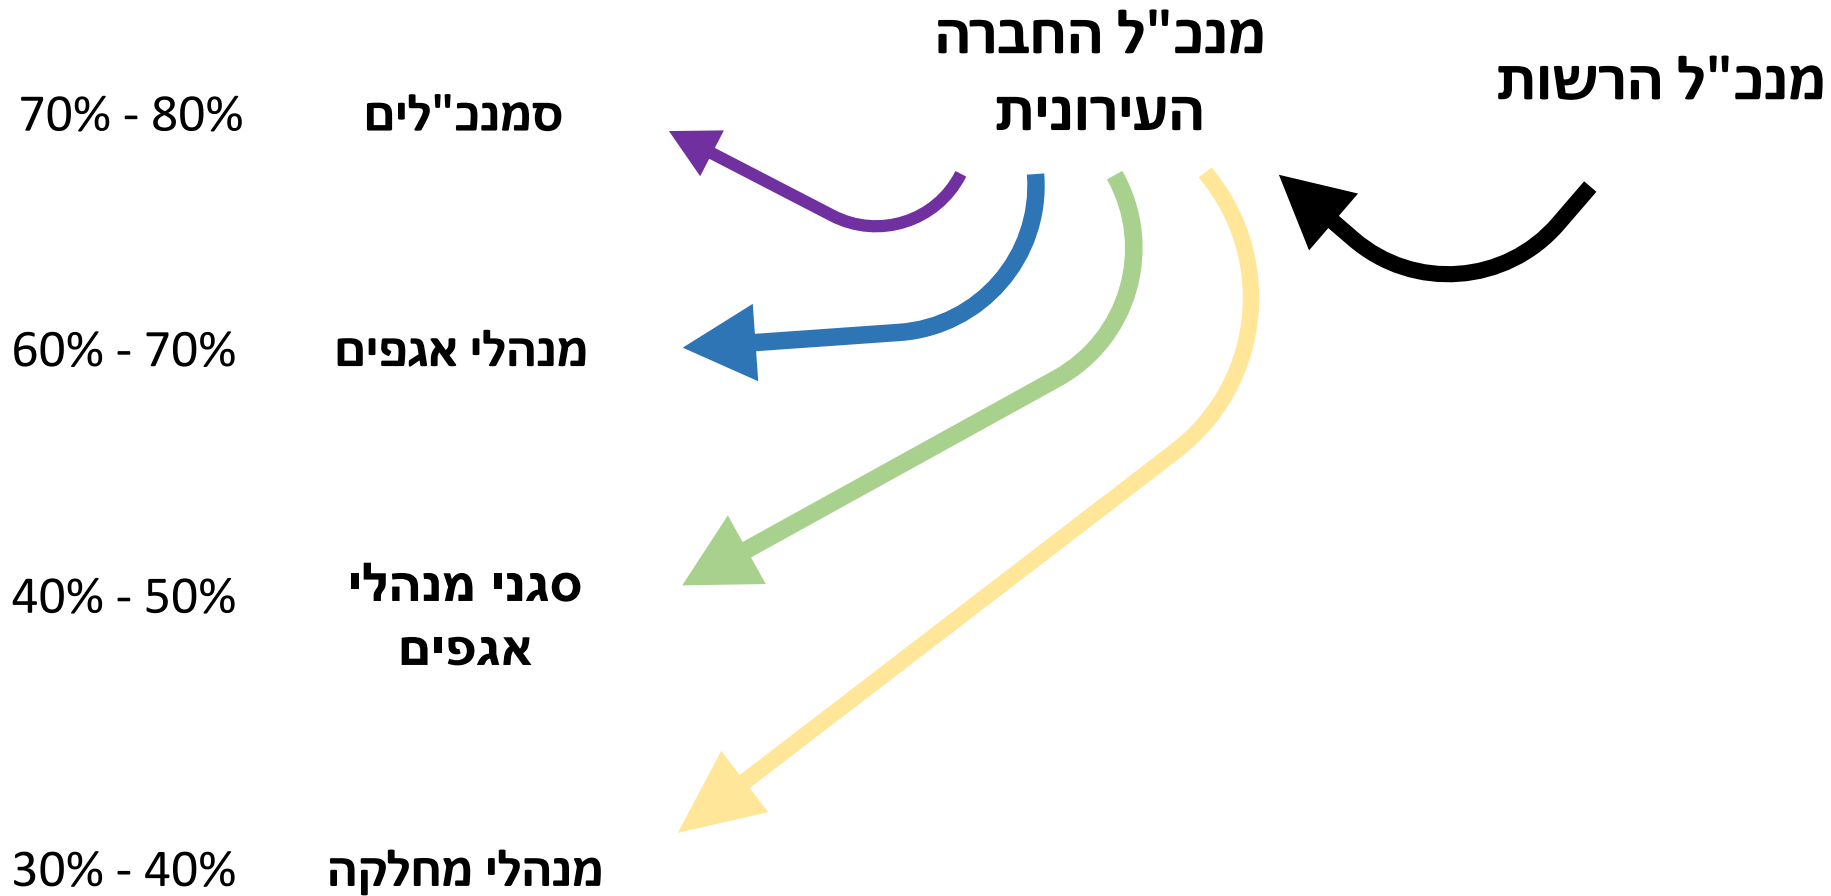 מנכ"ל הרשות
מנכ"ל החברה
העירונית
סמנכ"לים
70% - 80%
מנהלי אגפים
60% - 70%
סגני מנהלי
אגפים
40% - 50%
מנהלי מחלקה
30% - 40%